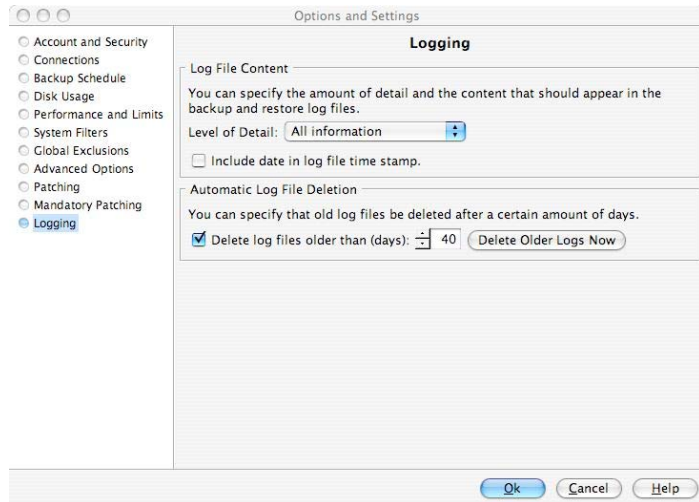 Options and Settings
Account and Security
Connections
Backup Schedule
Disk Usage
Performance and Limits
System Filters
Global Exclusions
Advanced Options
Patching
Mandatory Patching
Logging
Logging
Log File Content
You can specify the amount of detail and the content that should appear in the
backup and restore log files.
Level of Detail: All information
Include date in log file time stamp.
Automatic Log File Deletion
You can specify that old log files be deleted after a certain amount of days.
Delete log files older than (days): 40 Delete Older Logs Now
Ok Cancel Help